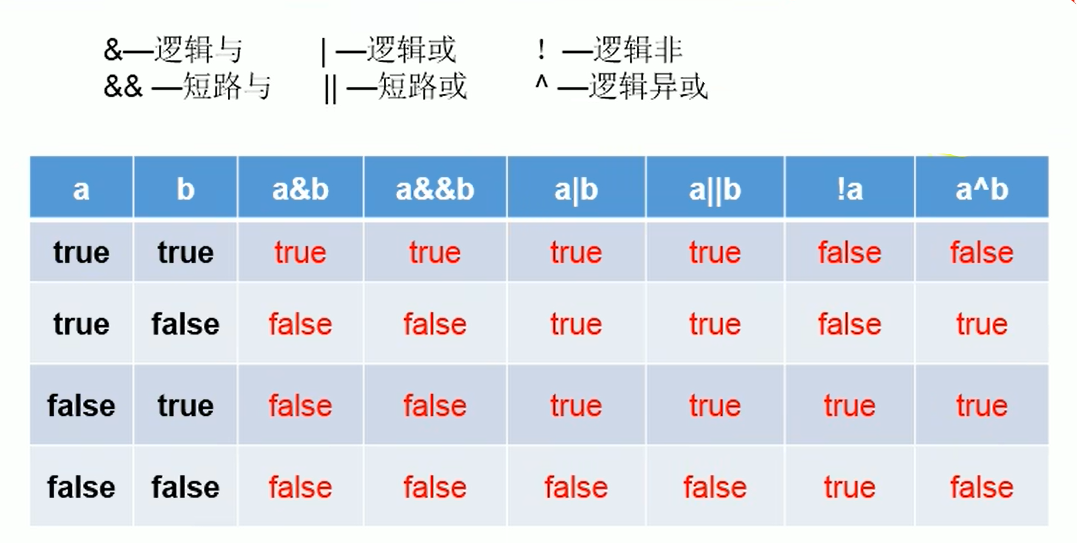 &—逻辑与 | —逻辑或 ! —逻辑非
&& —短路与 || —短路或 ^ —逻辑异或
a b a&b a&&b a|b a||b !a a^b
true true true true true true false false
true false false false true true false true
false true false false true true true true
false false false false false false true false